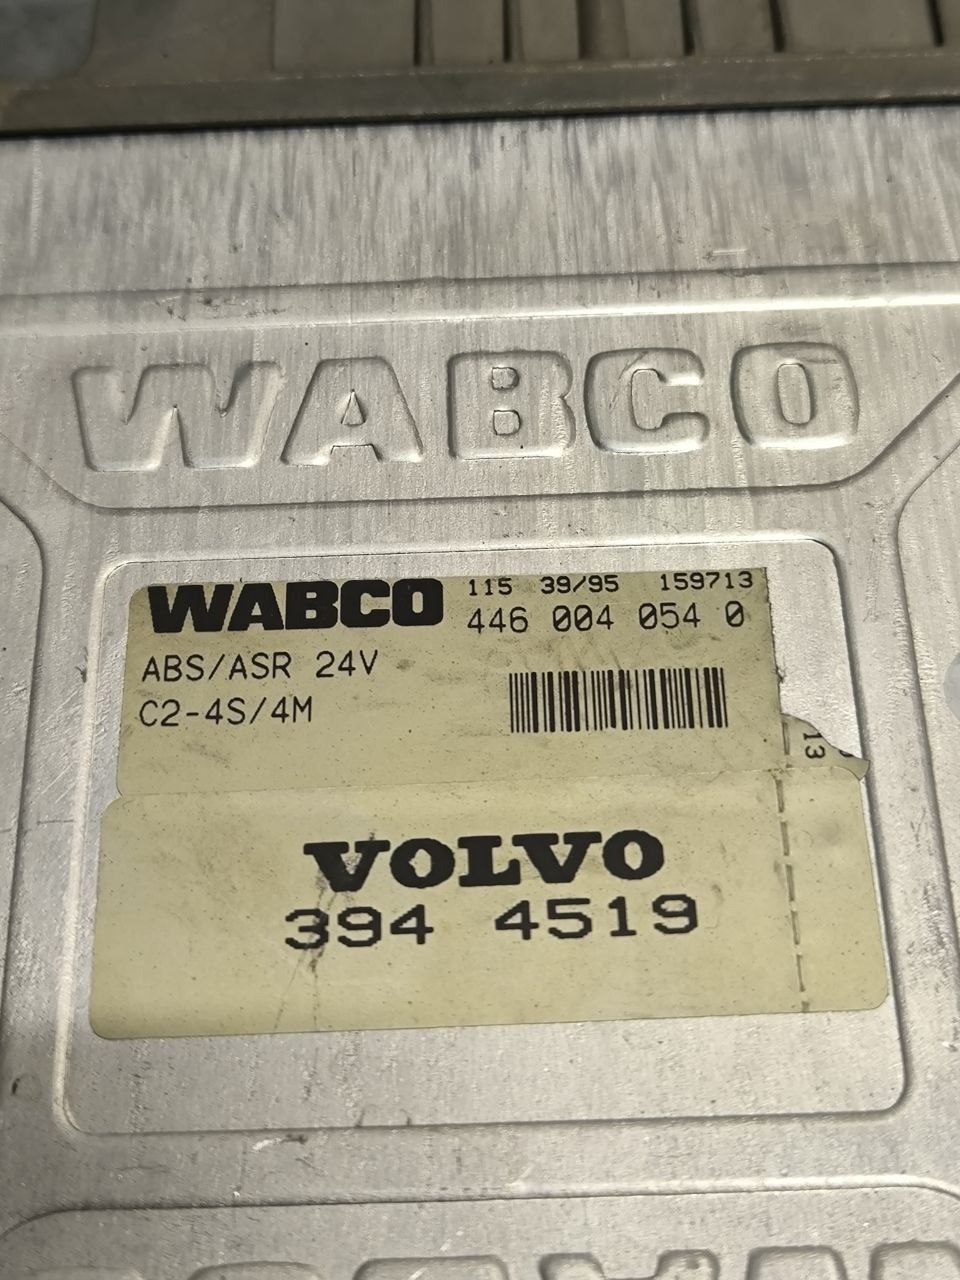 WABCO
WABCO 115 39/95 159713
446 004 054 0
ABS/ASR 24V
C2-4S/4M
13
VOLVO
394 4519